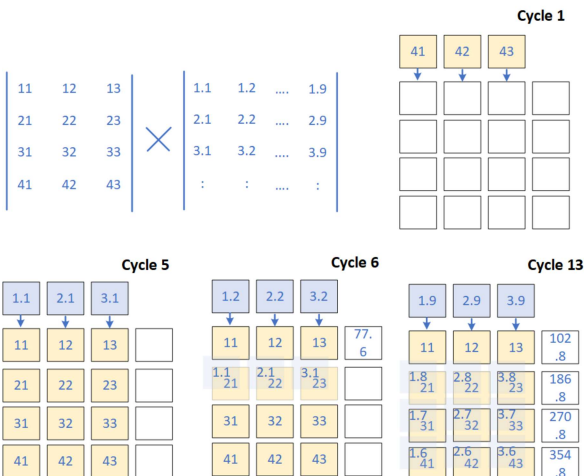 Cycle 1
41 42 43
11 12 13
21 22 23
31 32 33
41 42 43
1.1 1.2 .... 1.9
2.1 2.2 .... 2.9
3.1 3.2 .... 3.9
: : .... :
Cycle 5
1.1 2.1 3.1
11 12 13
21 22 23
31 32 33
41 42 43
Cycle 6
1.2 2.2 3.2
11 12 13 77.
6
1.1 2.1 3.1
21 22 23
31 32 33
41 42 43
Cycle 13
1.9 2.9 3.9
11 12 13 102
.8
1.8 2.8 3.8
21 22 23 186
.8
1.7 2.7 3.7
31 32 33 270
.8
1.6 2.6 3.6
41 42 43 354
.8